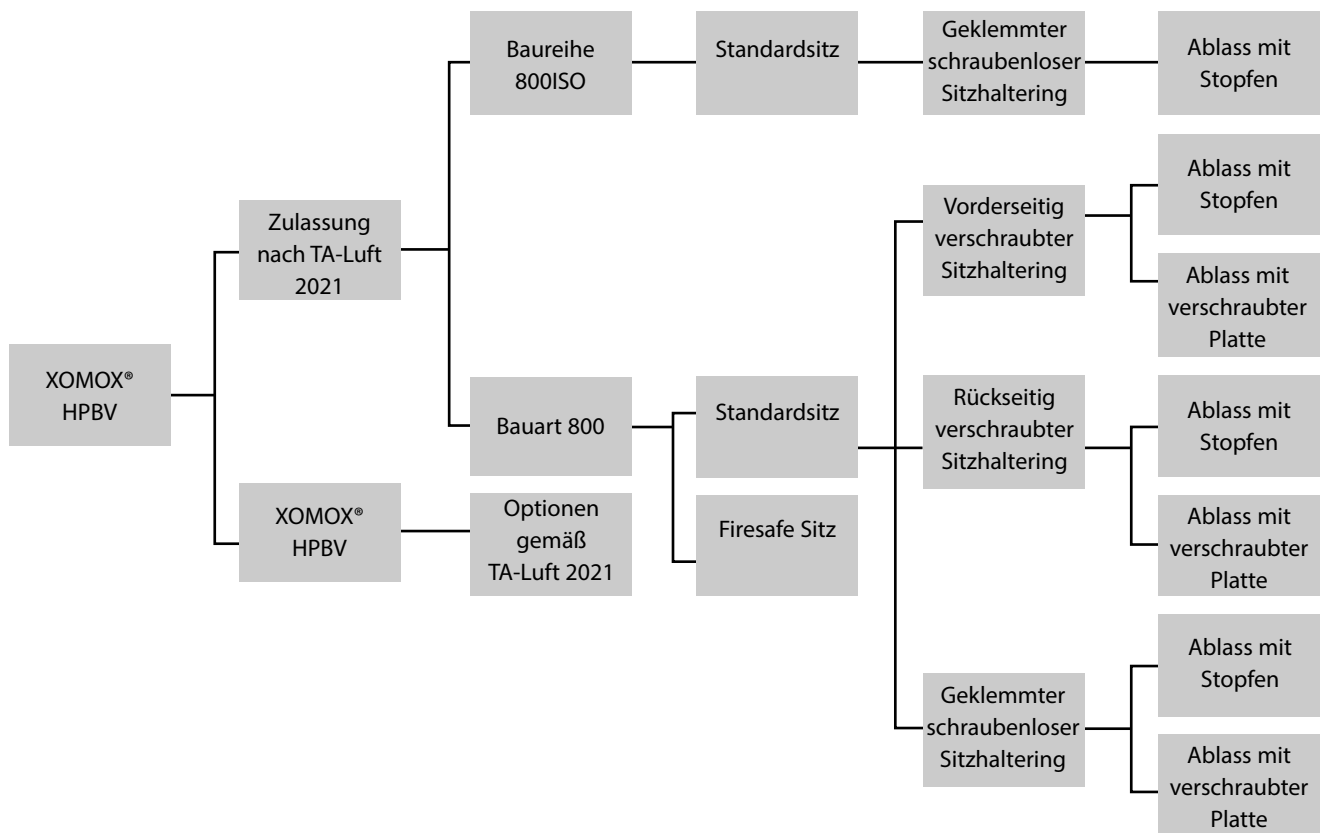 XOMOX®
HPBV
Zulassung
nach TA-Luft
2021
XOMOX®
HPBV
Baureihe
800ISO
Bauart 800
Optionen
gemäß
TA-Luft 2021
Standardsitz
Standardsitz
Firesafe Sitz
Geklemmter
schraubenloser
Sitzhaltering
Vorderseitig
verschraubter
Sitzhaltering
Rückseitig
verschraubter
Sitzhaltering
Geklemmter
schraubenloser
Sitzhaltering
Ablass mit
Stopfen
Ablass mit
Stopfen
Ablass mit
verschraubter
Platte
Ablass mit
Stopfen
Ablass mit
verschraubter
Platte
Ablass mit
Stopfen
Ablass mit
verschraubter
Platte